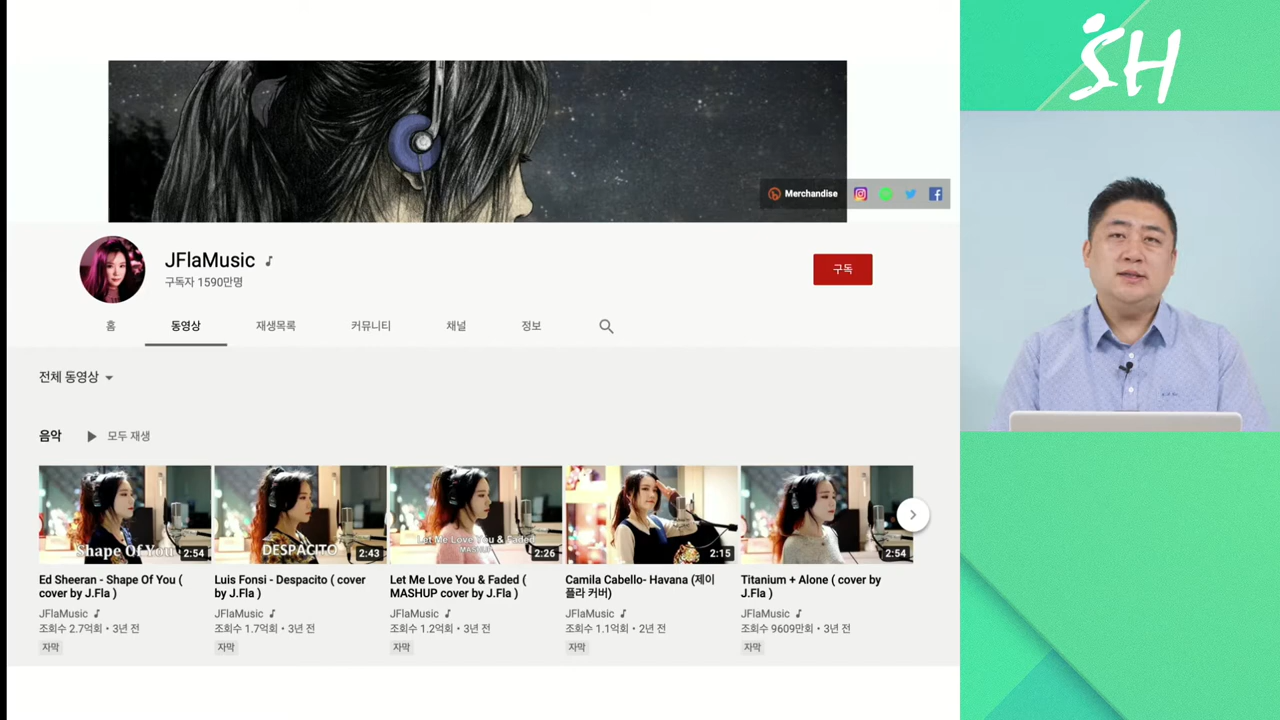 SH
Merchandise
JFlaMusic
구독자 1590만명
구독
홈 동영상 재생목록 커뮤니티 채널 정보
전체 동영상
음악 모두 재생
Shape Of You 2:54
Ed Sheeran - Shape Of You (
cover by J.Fla )
JFlaMusic
조회수 2.7억회 • 3년 전
자막
DESPACITO 2:43
Luis Fonsi - Despacito ( cover
by J.Fla )
JFlaMusic
조회수 1.7억회 • 3년 전
자막
Let Me Love You & Faded
MASHUP 2:26
Let Me Love You & Faded (
MASHUP cover by J.Fla )
JFlaMusic
조회수 1.2억회 • 3년 전
자막
2:15
Camila Cabello- Havana (제이
플라 커버)
JFlaMusic
조회수 1.1억회 • 2년 전
자막
2:54
Titanium + Alone ( cover by
J.Fla )
JFlaMusic
조회수 9609만회 • 3년 전
자막